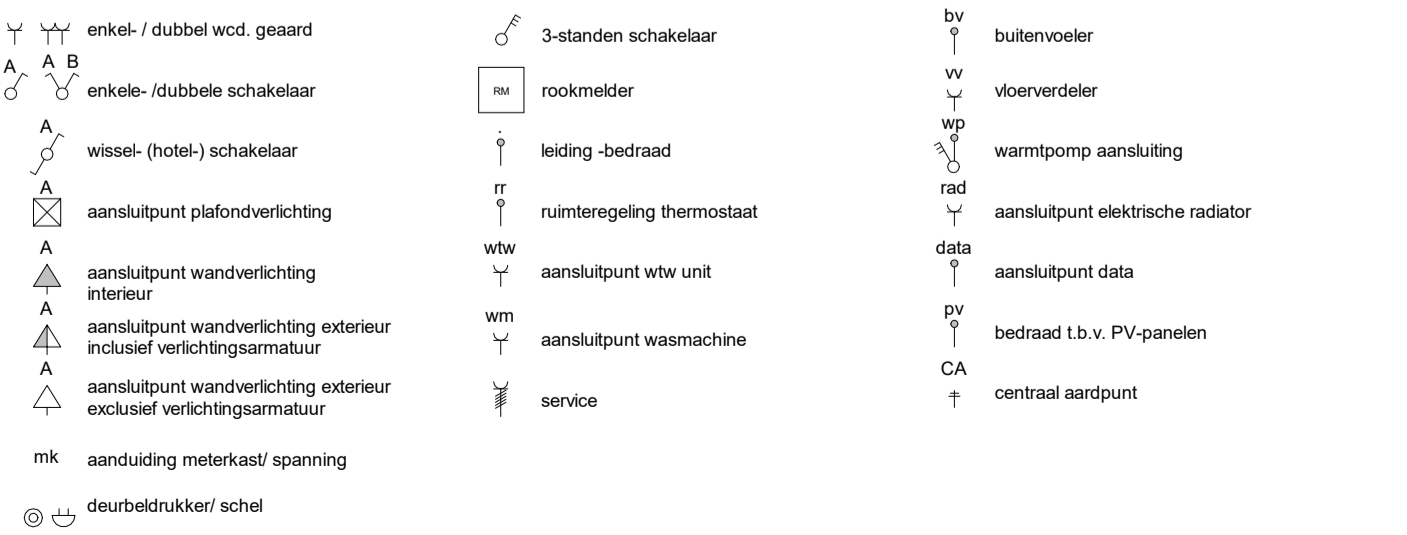 enkel- / dubbel wcd. geaard
A A B
enkele- /dubbele schakelaar
A
wissel- (hotel-) schakelaar
A
aansluitpunt plafondverlichting
A
aansluitpunt wandverlichting
interieur
A
aansluitpunt wandverlichting exterieur
inclusief verlichtingsarmatuur
A
aansluitpunt wandverlichting exterieur
exclusief verlichtingsarmatuur
mk aanduiding meterkast/ spanning
deurbeldrukker/ schel
3-standen schakelaar
RM rookmelder
leiding -bedraad
rr
ruimteregeling thermostaat
wtw
aansluitpunt wtw unit
wm
aansluitpunt wasmachine
service
bv
buitenvoeler
vv
vloerverdeler
wp
warmtpomp aansluiting
rad
aansluitpunt elektrische radiator
data
aansluitpunt data
pv
bedraad t.b.v. PV-panelen
CA
centraal aardpunt